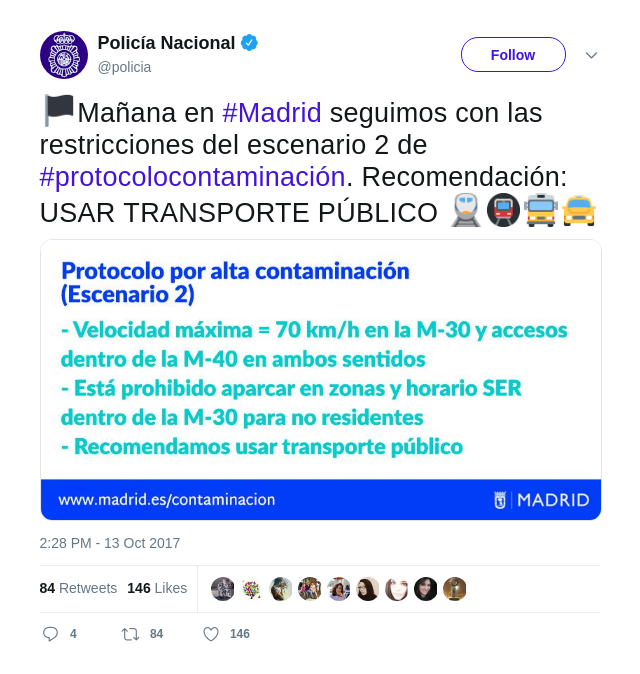 Policía Nacional
@policia
Follow
Mañana en #Madrid seguimos con las
restricciones del escenario 2 de
#protocolocontaminación. Recomendación:
USAR TRANSPORTE PÚBLICO
Protocolo por alta contaminación
(Escenario 2)
- Velocidad máxima = 70 km/h en la M-30 y accesos
dentro de la M-40 en ambos sentidos
- Está prohibido aparcar en zonas y horario SER
dentro de la M-30 para no residentes
- Recomendamos usar transporte público
www.madrid.es/contaminacion
MADRID
2:28 PM - 13 Oct 2017
84 Retweets 146 Likes
4 84 146